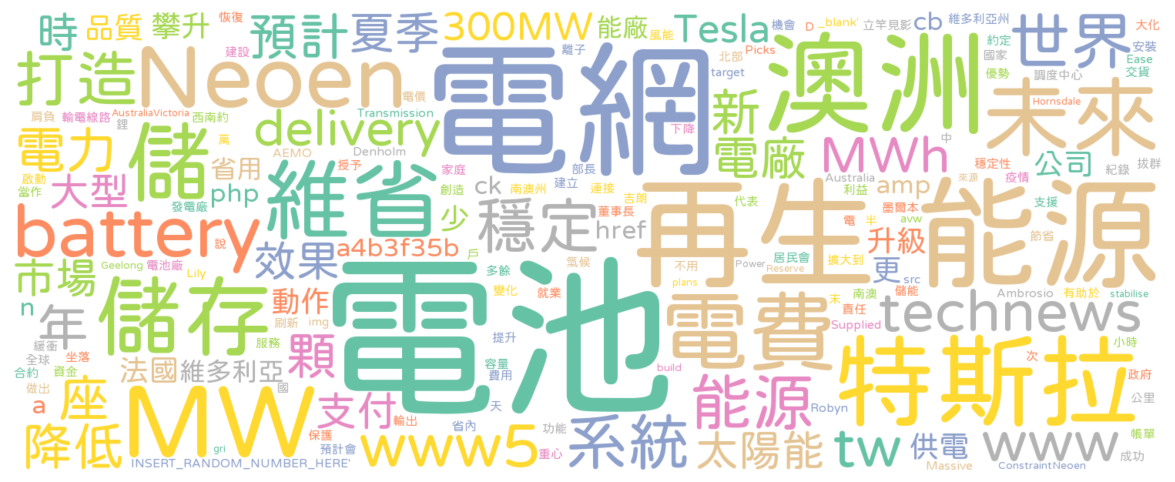 時 品質 攀升 預計 夏季 300MW 能廠 風能 Tesla 機會 D_ blank' 立竿見影 cb 維多利亞州 世界 大化
恢復 建設 離子 北部 Picks 約定 安裝
打造 Neoen 電網 target 澳洲 國家 調度中心 Ease 交貨 未來
肩負 輸電線路 AustraliaVictoria 鋰 西南約 電價 Transmission 新 優勢 Hornsdale
電力 儲 萬 delivery 下降 電廠 MWh 中 穩定性 公司 紀錄 拔群
啟動 當作 大型 發電廠 省用 AEMO 授予 Denholm 維省 家庭 部長 Australia 疫情 來源
php 創造 ck 南澳州 建立 連接 吉朗 代表 利益 amp 支援
battery 說 少 穩定 href 董事長 再生 電 半 墨爾本 avw 升級 能源 節省
市場 Geelong 電池廠 Lily 效果 a4b3f35b 戶 氣候 居民會 不用 Power Reserve 擴大到 更 src
n 年 儲存 動作 多餘 變化 就業 電池 plans 電費 末 南澳 責任 儲能 Ambrosio 有助於 stabilise
緩衝 刷新 img 服務 顆 提升 Supplied technews
全球 合約 坐落 資金 法國 維多利亞 容量 費用 build 特斯拉 次 小時
做出 a 座 MW 國 支付 天 輸出 能源 Robyn 政府 公里
降低 gri 保護 預計會 www5 省內 重心 功能 系統 太陽能 tw 供電 www 帳單 成功
INSERT_RANDOM_NUMBER_HERE' Massive ConstraintNeoen